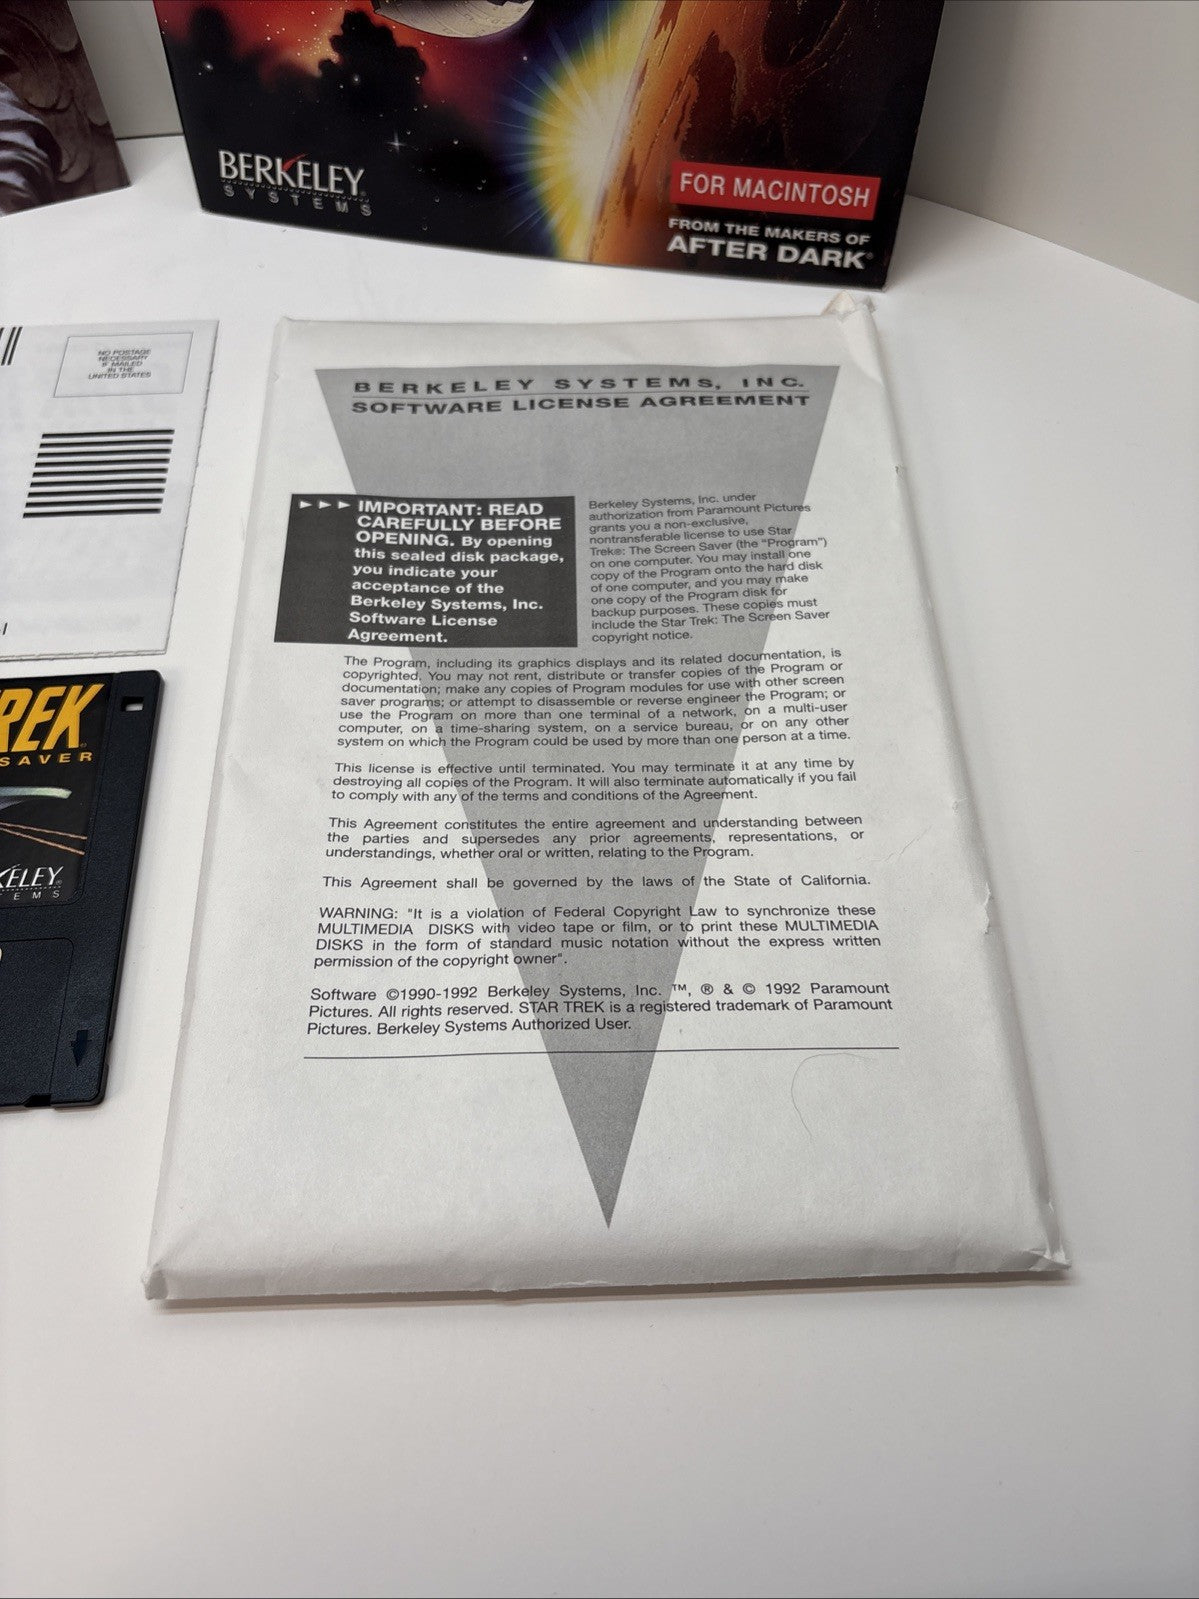 BERKELEY
SYSTEMS
FOR MACINTOSH
FROM THE MAKERS OF
AFTER DARK®
NO POSTAGE
NECESSARY
IF MAILED
IN THE
UNITED STATES
TREK
SAVER
BERKELEY, SYSTEMS, INC.
SOFTWARE LICENSE AGREEMENT
IMPORTANT: READ
CAREFULLY BEFORE
OPENING. By opening
this sealed disk package,
you indicate your
acceptance of the
Berkeley Systems, Inc.
Software License
Agreement.
Berkeley Systems, Inc. under
authorization from Paramount Pictures
grants you a non-exclusive,
nontransferable license to use Star
Trek®: The Screen Saver (the "Program")
on one computer. You may install one
copy of the Program onto the hard disk
of one computer, and you may make
one copy of the Program disk for
backup purposes. These copies must
include the Star Trek: The Screen Saver
copyright notice.
The Program, including its graphics displays and its related documentation, is
copyrighted. You may not rent, distribute or transfer copies of the Program or
documentation; make any copies of Program modules for use with other screen
saver programs; or attempt to disassemble or reverse engineer the Program; or
use the Program on more than one terminal of a network, on a multi-user
computer, on a time-sharing system, on a service bureau, or on any other
system on which the Program could be used by more than one person at a time.
This license is effective until terminated. You may terminate it at any time by
destroying all copies of the Program. It will also terminate automatically if you fail
to comply with any of the terms and conditions of the Agreement.
This Agreement constitutes the entire agreement and understanding between
the parties and supersedes any prior agreements, representations, or
understandings, whether oral or written, relating to the Program.
This Agreement shall be governed by the laws of the State of California.
WARNING: "It is a violation of Federal Copyright Law to synchronize these
MULTIMEDIA DISKS with video tape or film, or to print these MULTIMEDIA
DISKS in the form of standard music notation without the express written
permission of the copyright owner".
Software ©1990-1992 Berkeley Systems, Inc. ™, ® & © 1992 Paramount
Pictures. All rights reserved. STAR TREK is a registered trademark of Paramount
Pictures. Berkeley Systems Authorized User.